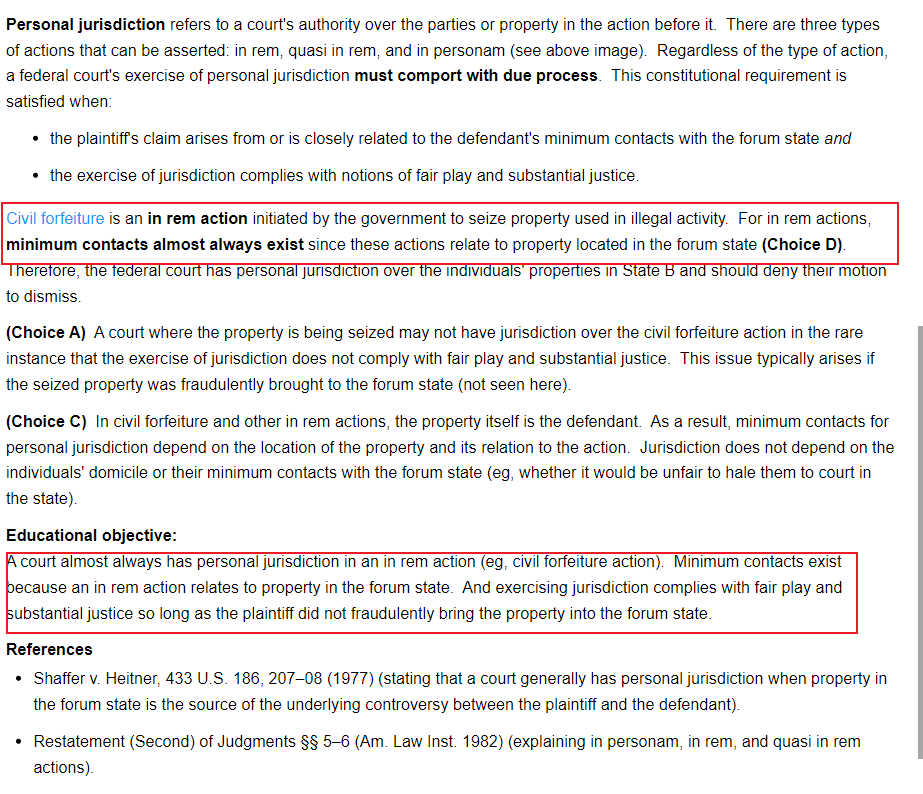 Personal jurisdiction refers to a court's authority over the parties or property in the action before it. There are three types
of actions that can be asserted: in rem, quasi in rem, and in personam (see above image). Regardless of the type of action,
a federal court's exercise of personal jurisdiction must comport with due process. This constitutional requirement is
satisfied when:
• the plaintiff's claim arises from or is closely related to the defendant's minimum contacts with the forum state and
• the exercise of jurisdiction complies with notions of fair play and substantial justice.
Civil forfeiture is an in rem action initiated by the government to seize property used in illegal activity. For in rem actions,
minimum contacts almost always exist since these actions relate to property located in the forum state (Choice D).
Therefore, the federal court has personal jurisdiction over the individuals' properties in State B and should deny their motion
to dismiss.
(Choice A) A court where the property is being seized may not have jurisdiction over the civil forfeiture action in the rare
instance that the exercise of jurisdiction does not comply with fair play and substantial justice. This issue typically arises if
the seized property was fraudulently brought to the forum state (not seen here).
(Choice C) In civil forfeiture and other in rem actions, the property itself is the defendant. As a result, minimum contacts for
personal jurisdiction depend on the location of the property and its relation to the action. Jurisdiction does not depend on the
individuals' domicile or their minimum contacts with the forum state (eg, whether it would be unfair to hale them to court in
the state).
Educational objective:
A court almost always has personal jurisdiction in an in rem action (eg, civil forfeiture action). Minimum contacts exist
because an in rem action relates to property in the forum state. And exercising jurisdiction complies with fair play and
substantial justice so long as the plaintiff did not fraudulently bring the property into the forum state.
References
• Shaffer v. Heitner, 433 U.S. 186, 207–08 (1977) (stating that a court generally has personal jurisdiction when property in
the forum state is the source of the underlying controversy between the plaintiff and the defendant).
• Restatement (Second) of Judgments §§ 5–6 (Am. Law Inst. 1982) (explaining in personam, in rem, and quasi in rem
actions).